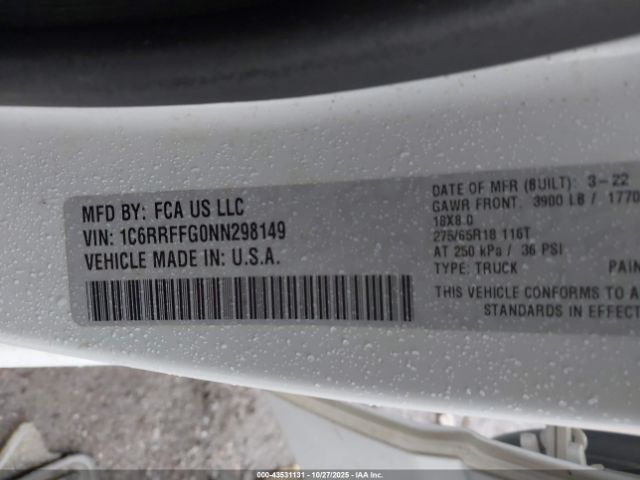 MFD BY: FCA US LLC
VIN: 1C6RRFFG0NN298149
VEHICLE MADE IN: U.S.A.
DATE OF MFR (BUILT): 3-22
GAWR FRONT: 3900 LB / 1770
18X8.0
275/65R18 116T
AT 250 kPa / 36 PSI
TYPE: TRUCK PAIN
THIS VEHICLE CONFORMS TO A
STANDARDS IN EFFECT
000-43531131 - 10/27/2025 - IAA Inc.